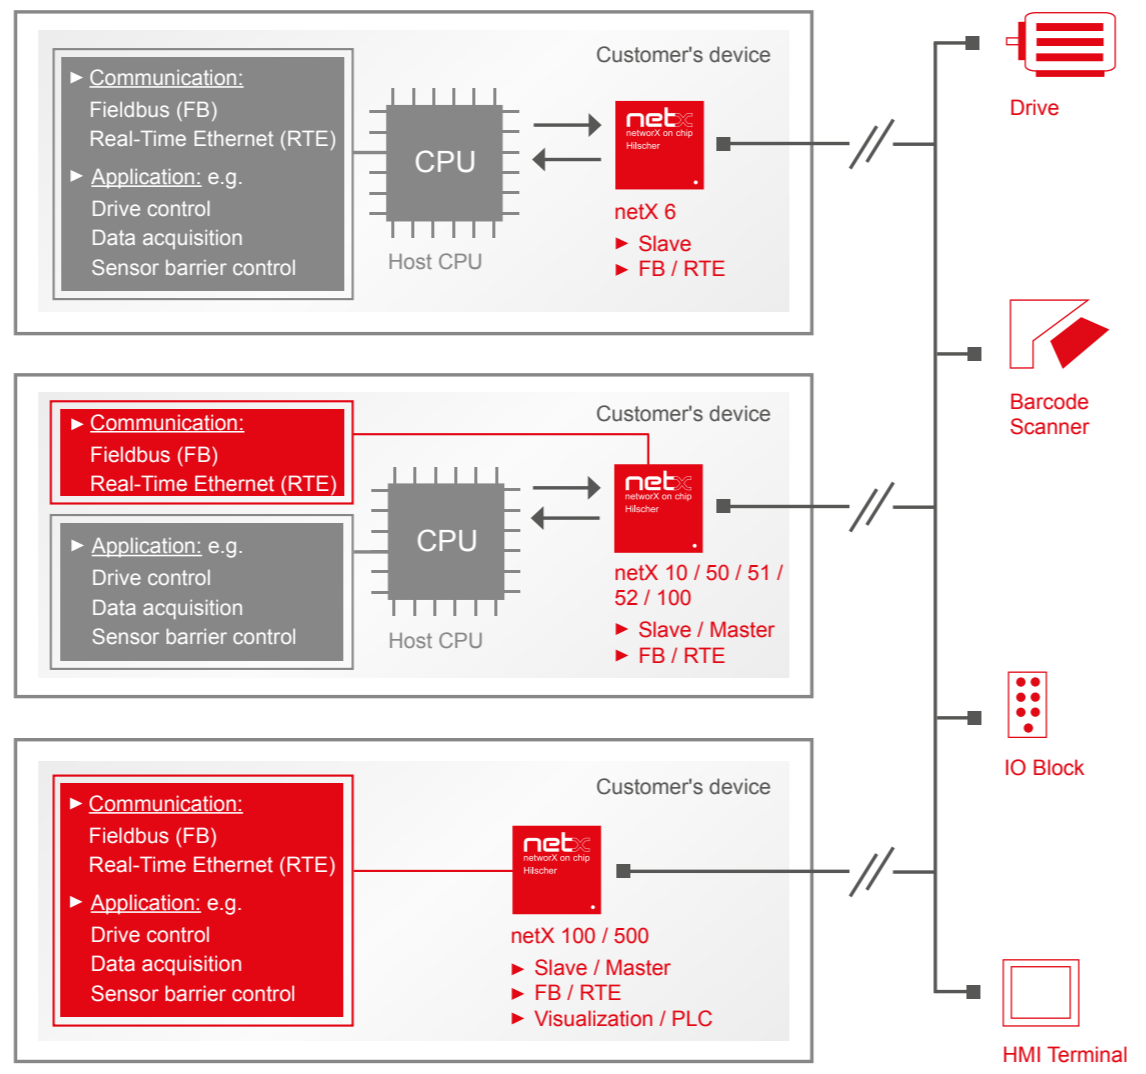 Customer's device
► Communication:
Fieldbus (FB)
Real-Time Ethernet (RTE)
► Application: e.g.
Drive control
Data acquisition
Sensor barrier control
CPU
Host CPU
netx
networX on chip
Hilscher
netX 6
► Slave
► FB / RTE
Drive
Barcode
Scanner
Customer's device
► Communication:
Fieldbus (FB)
Real-Time Ethernet (RTE)
► Application: e.g.
Drive control
Data acquisition
Sensor barrier control
CPU
Host CPU
netx
networX on chip
Hilscher
netX 10 / 50 / 51 /
52 / 100
► Slave / Master
► FB / RTE
IO Block
Customer's device
► Communication:
Fieldbus (FB)
Real-Time Ethernet (RTE)
► Application: e.g.
Drive control
Data acquisition
Sensor barrier control
netx
networX on chip
Hilscher
netX 100 / 500
► Slave / Master
► FB / RTE
► Visualization / PLC
HMI Terminal